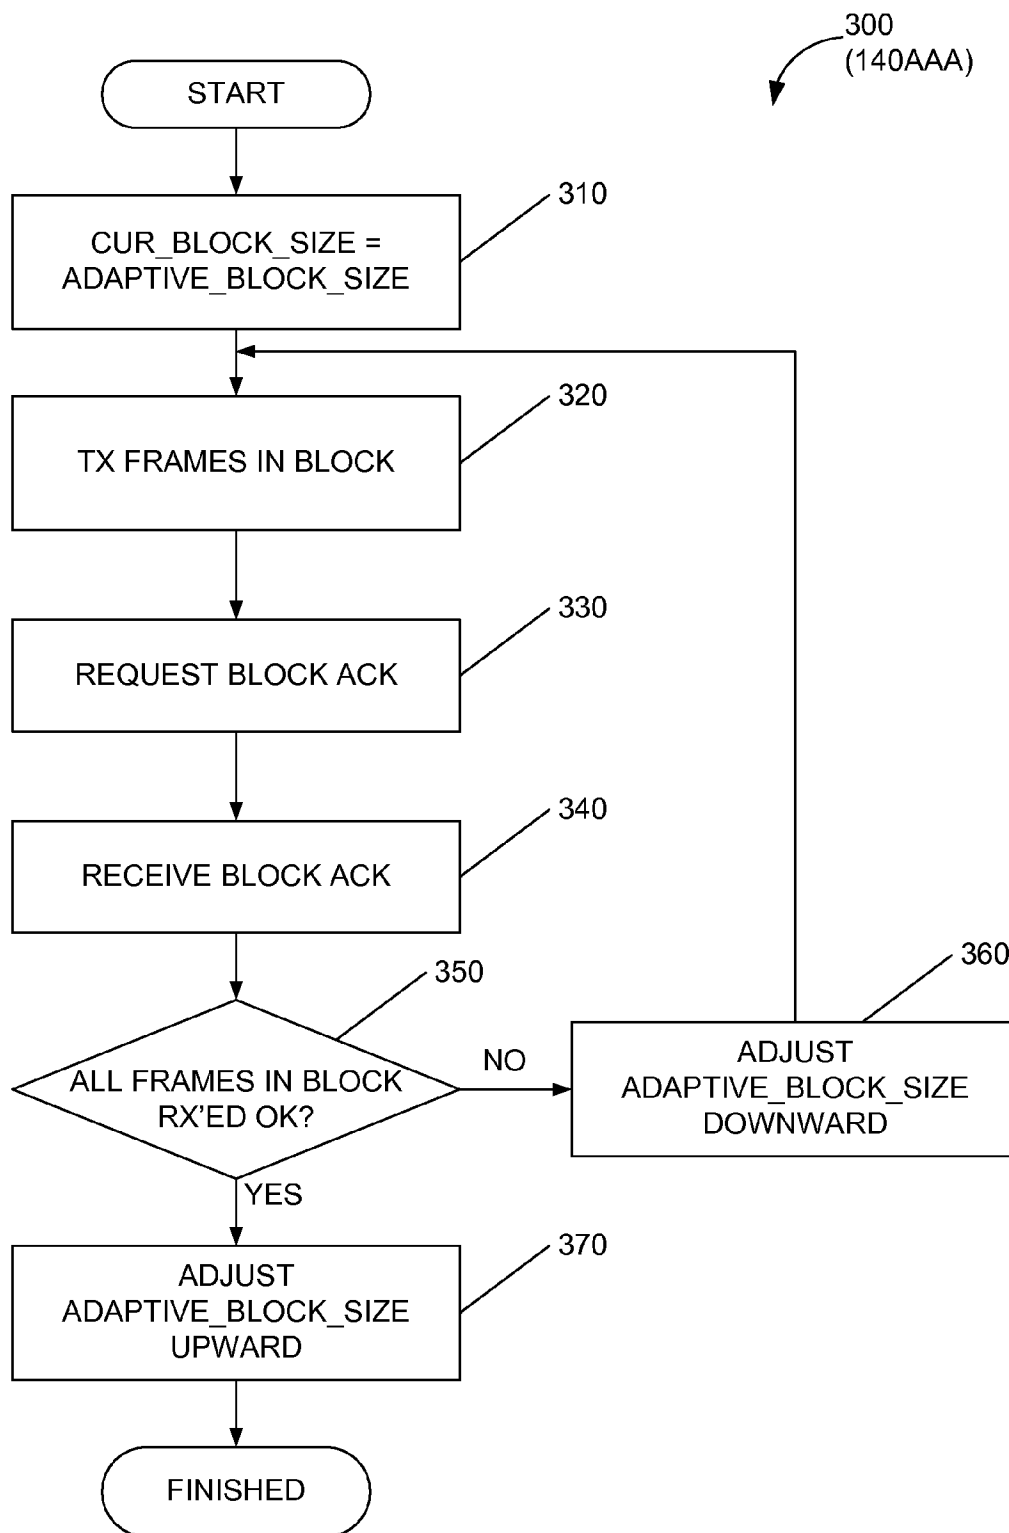 300
(140AAA)
START
310
CUR_BLOCK_SIZE =
ADAPTIVE_BLOCK_SIZE
320
TX FRAMES IN BLOCK
330
REQUEST BLOCK ACK
340
RECEIVE BLOCK ACK
350
360
ALL FRAMES IN BLOCK
RX'ED OK?
NO
ADJUST
ADAPTIVE_BLOCK_SIZE
DOWNWARD
YES
370
ADJUST
ADAPTIVE_BLOCK_SIZE
UPWARD
FINISHED